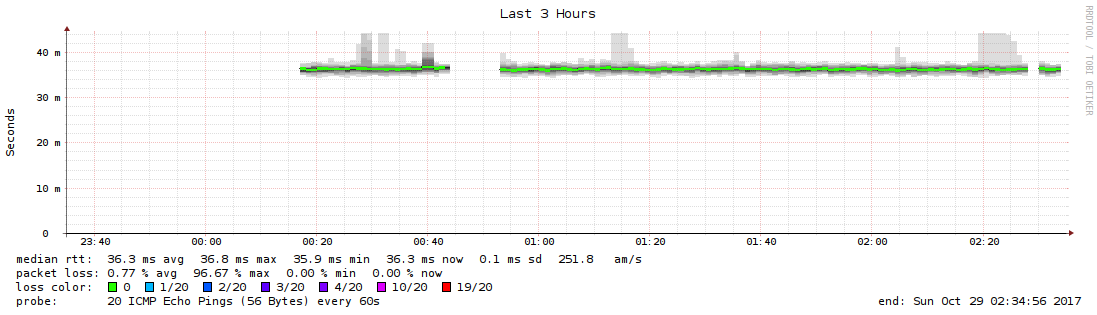 Last 3 Hours
RRDTOOL / TOBI OETIKER
Seconds
40 m
30 m
20 m
10 m
0
23:40 00:00 00:20 00:40 01:00 01:20 01:40 02:00 02:20
median rtt: 36.3 ms avg 36.8 ms max 35.9 ms min 36.3 ms now 0.1 ms sd 251.8 am/s
packet loss: 0.77 % avg 96.67 % max 0.00 % min 0.00 % now
loss color: 0 1/20 2/20 3/20 4/20 10/20 19/20
probe: 20 ICMP Echo Pings (56 Bytes) every 60s end: Sun Oct 29 02:34:56 2017